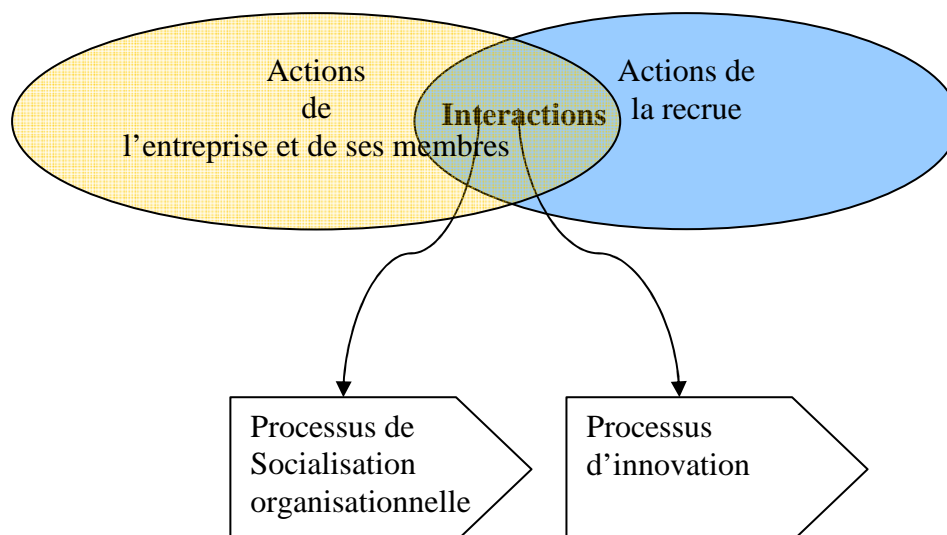 Actions
de
l’entreprise et de ses membres
Interactions
Actions de
la recrue
Processus de
Socialisation
organisationnelle
Processus
d’innovation